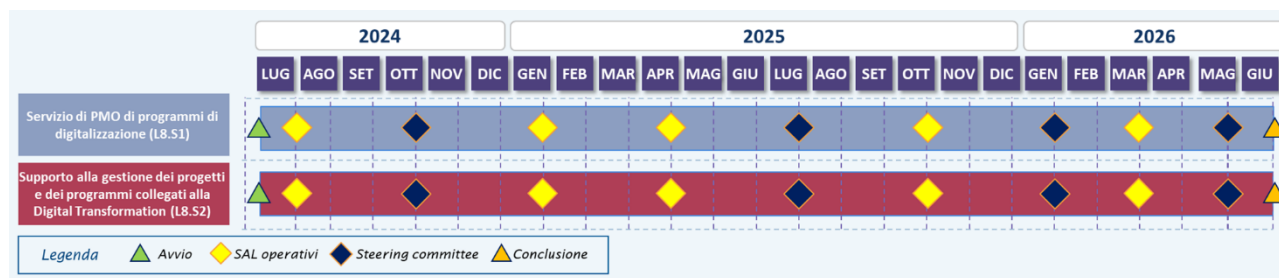 2024 2025 2026
LUG AGO SET OTT NOV DIC GEN FEB MAR APR MAG GIU LUG AGO SET OTT NOV DIC GEN FEB MAR APR MAG GIU
Servizio di PMO di programmi di
digitalizzazione (L8.S1)
Supporto alla gestione dei progetti
e dei programmi collegati alla
Digital Transformation (L8.S2)
Legenda Avvio SAL operativi Steering committee Conclusione